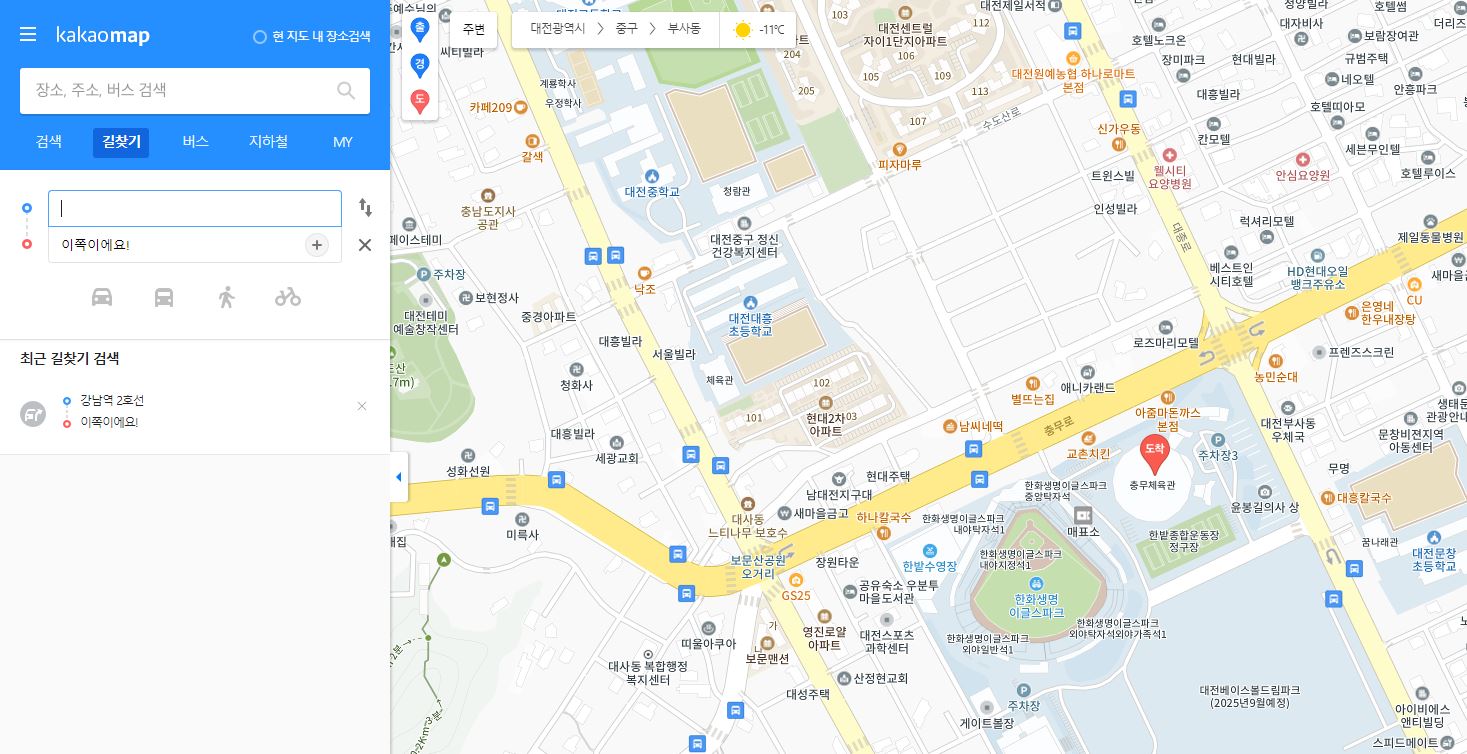 kakaomap
현 지도 내 장소검색
장소, 주소, 버스 검색
검색
길찾기
버스
지하철
MY
이쪽이에요!
최근 길찾기 검색
강남역 2호선
이쪽이에요!
출
경
도
주변
대전광역시
중구
부사동
-11℃
씨티빌라
계룡학사
우정학사
카페209
갈색
204
205
103
대전센트럴
자이1단지아파트
112
113
105
106
109
107
수도산로
대전제일서적
대전원예농협 하나로마트
본점
신가우동
호텔노크온
장미파크
대흥빌라
칸모텔
정양빌라
대자비사
현대빌라
호텔썸
더리즈
보람장여관
규범주택
네오텔
안흥파크
호텔띠아모
세븐무인텔
호텔루이스
웰시티
요양병원
안심요양원
트윈스빌
인성빌라
피자마루
대전중학교
청람관
충남도지사
공관
페이스테미
대전중구 정신
건강복지센터
대종로
럭셔리모텔
베스트인
시티호텔
제일동물병원
HD현대오일
뱅크주유소
새마을금
CU
은영네
한우내장탕
프렌즈스크린
농민순대
로즈마리모텔
주차장
보현정사
대전테미
예술창작센터
중경아파트
낙조
대전대흥
초등학교
대흥빌라
서울빌라
청화사
체육관
102
101
103
현대2차
아파트
애니카랜드
별뜨는집
아줌마돈까스
본점
남씨네떡
충무로
교촌치킨
도착
충무체육관
주차장3
대전부사동
우체국
생태문
관광안내
문창비젼지역
아동센터
무명
대흥칼국수
윤봉길의사 상
꿈나래관
대전문창
초등학교
대흥빌라
세광교회
성화선원
미륵사
현대주택
남대전지구대
새마을금고
대사동
느티나무 보호수
하나칼국수
한화생명이글스파크
중앙탁자석
한화생명이글스파크
내야탁자석1
한화생명이글스파크
내야지정석1
매표소
한밭종합운동장
정구장
한밭수영장
한화생명
이글스파크
한화생명이글스파크
외야탁자석외야가족석1
한화생명이글스파크
외야일반석1
보문산공원
오거리
장원타운
GS25
공유숙소 우분투
마을도서관
영진로얄
아파트
대전스포츠
과학센터
띠울아쿠아
가
보문맨션
대사동 복합행정
복지센터
산정현교회
대성주택
주차장
게이트볼장
대전베이스볼드림파크
(2025년9월예정)
아이비에스
앤티빌딩
스피드메이트